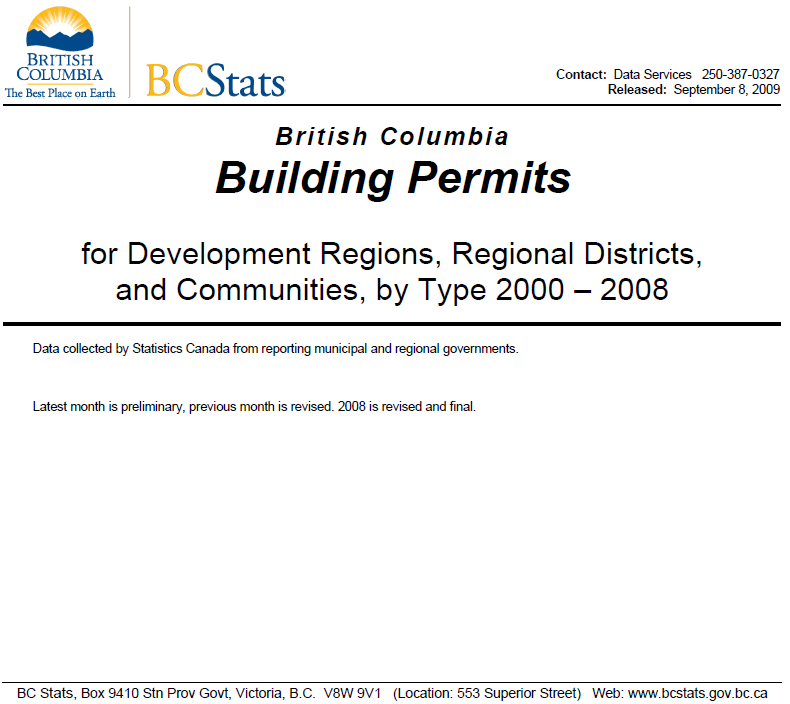 BRITISH
COLUMBIA
The Best Place on Earth
BCStats
Contact: Data Services 250-387-0327
Released: September 8, 2009
British Columbia
Building Permits
for Development Regions, Regional Districts,
and Communities, by Type 2000 – 2008
Data collected by Statistics Canada from reporting municipal and regional governments.
Latest month is preliminary, previous month is revised. 2008 is revised and final.
BC Stats, Box 9410 Stn Prov Govt, Victoria, B.C. V8W 9V1 (Location: 553 Superior Street) Web: www.bcstats.gov.bc.ca